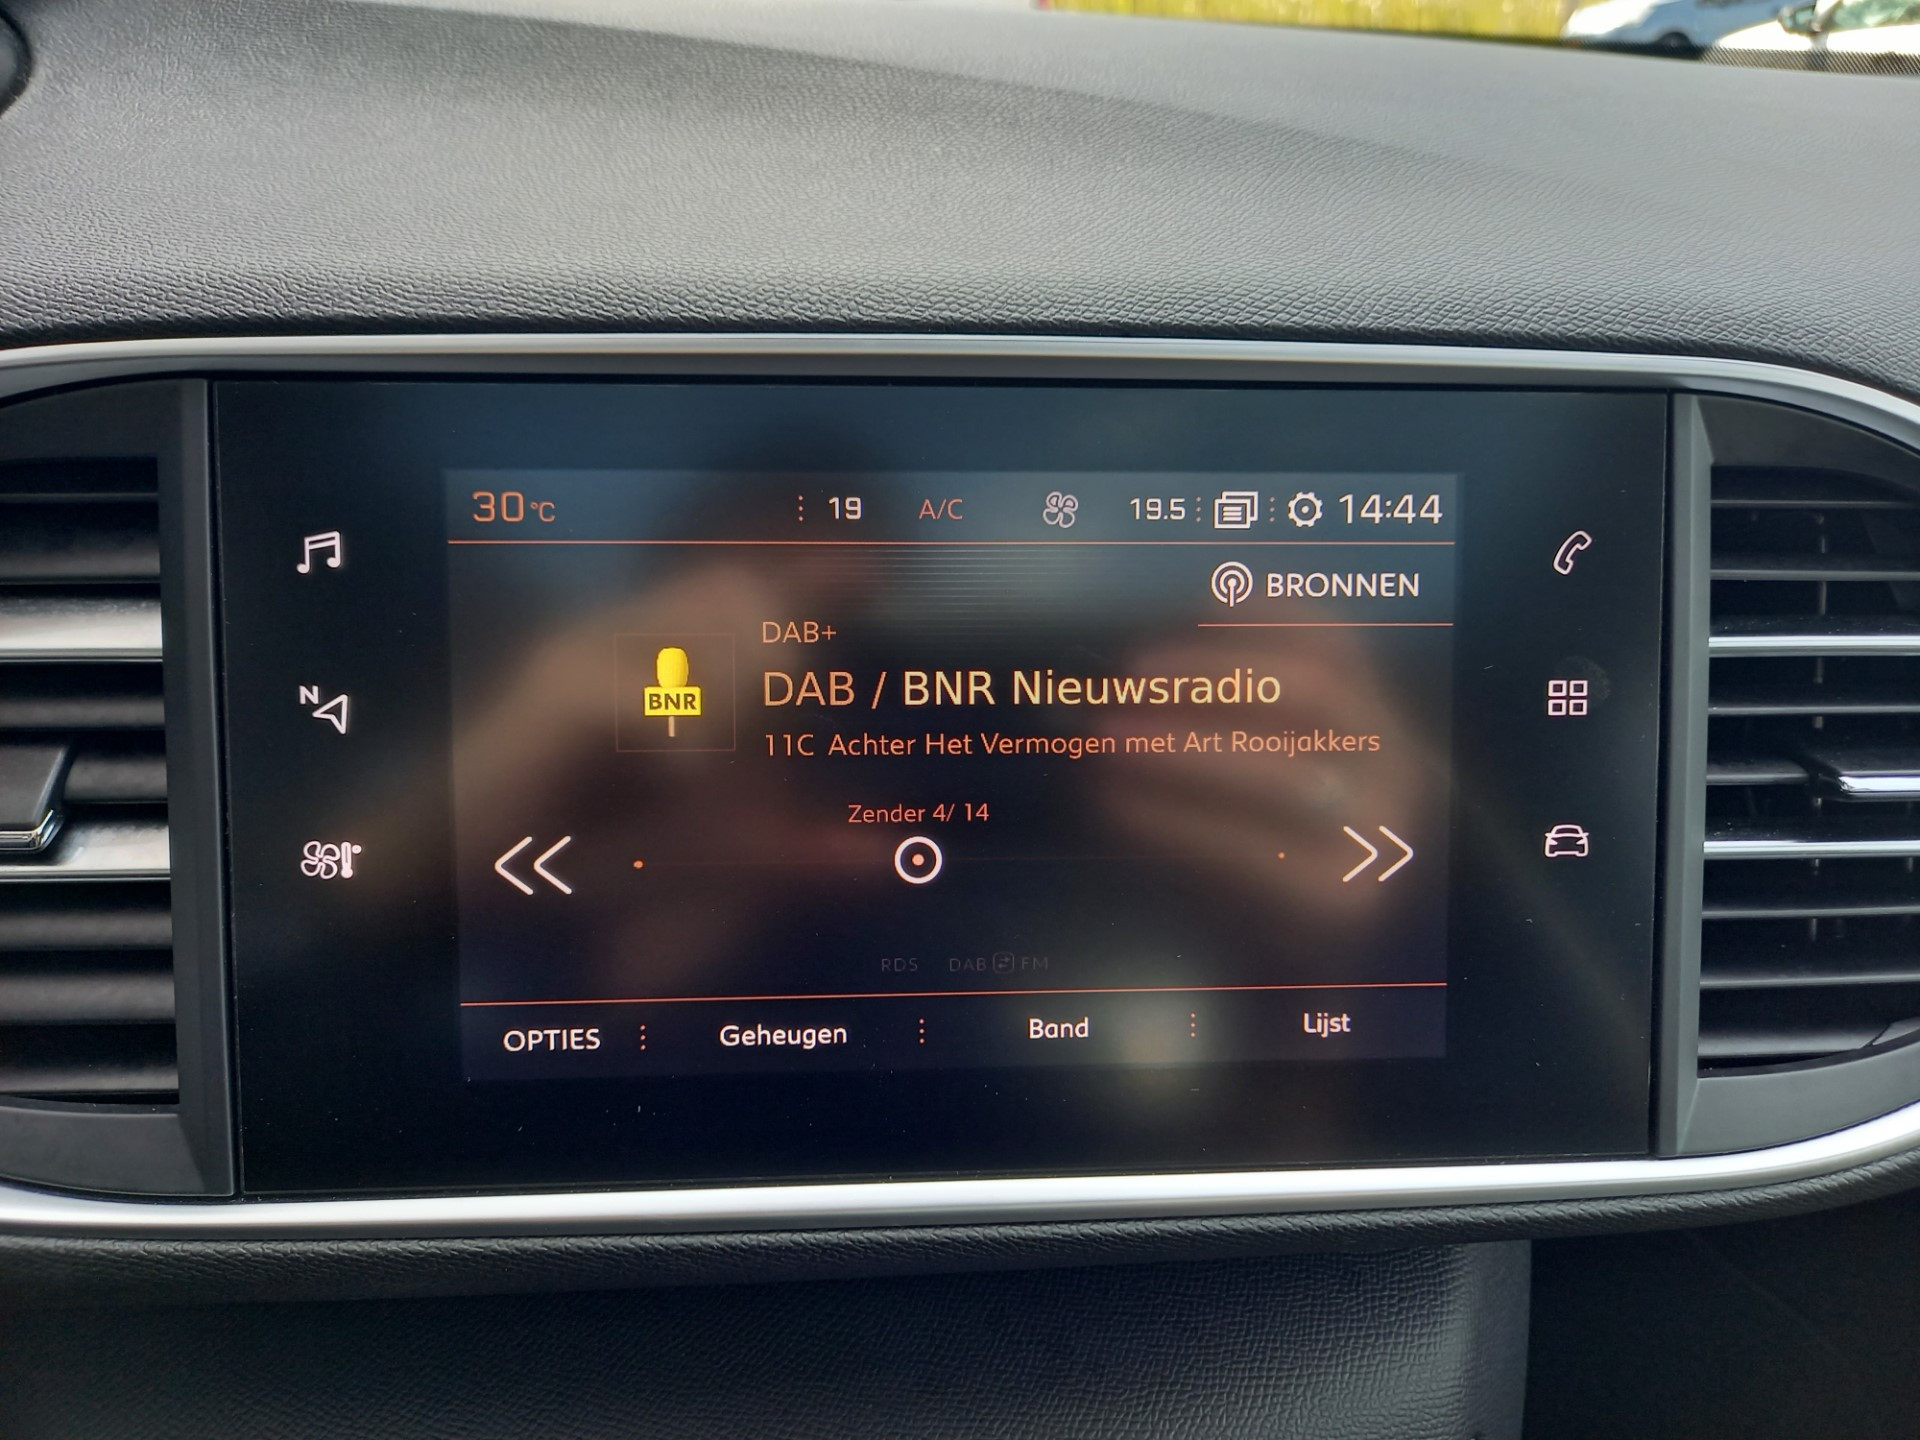 30°C 19 A/C 19.5 14:44
BRONNEN
DAB+
BNR
DAB / BNR Nieuwsradio
11C Achter Het Vermogen met Art Rooijakkers
Zender 4/ 14
N
RDS DAB FM
OPTIES Geheugen Band Lijst